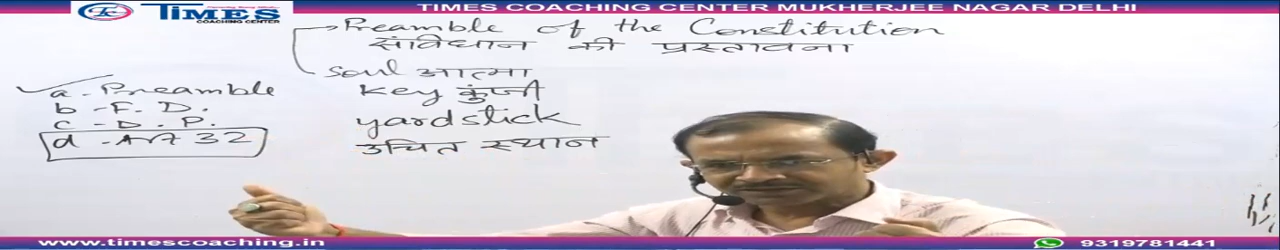 TIMES
COACHING CENTER
TIMES COACHING CENTER MUKHERJEE NAGAR DELHI
Preamble of the Constitution
संविधान की प्रस्तावना
Soul आत्मा
a. Preamble
b - F. D.
c - D. P.
d - Art 32
Key कुंजी
yardstick
उचित स्थान
www.timescoaching.in
9319781441